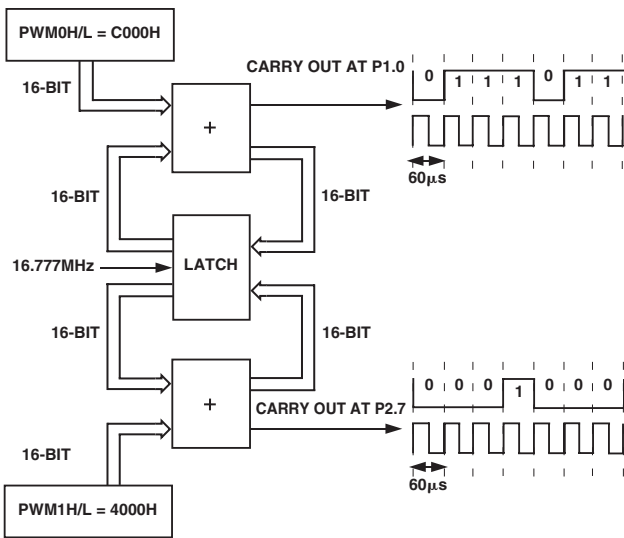 PWM0H/L = C000H
16-BIT
CARRY OUT AT P1.0
0 1 1 1 0 1 1
+
60µs
16-BIT
16-BIT
16.777MHz
LATCH
16-BIT
16-BIT
0 0 0 1 0 0 0
+
CARRY OUT AT P2.7
16-BIT
60µs
PWM1H/L = 4000H